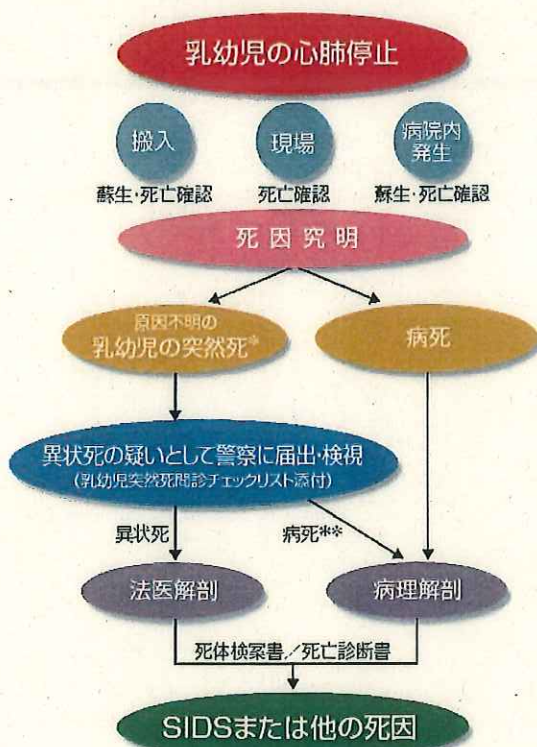 乳幼児の心肺停止
搬入
現場
病院内
発生
蘇生・死亡確認
死亡確認
蘇生・死亡確認
死因究明
原因不明の
乳幼児の突然死*
病死
異状死の疑いとして警察に届出・検視
(乳幼児突然死問診チェックリスト添付)
異状死
病死**
法医解剖
病理解剖
死体検案書／死亡診断書
SIDSまたは他の死因